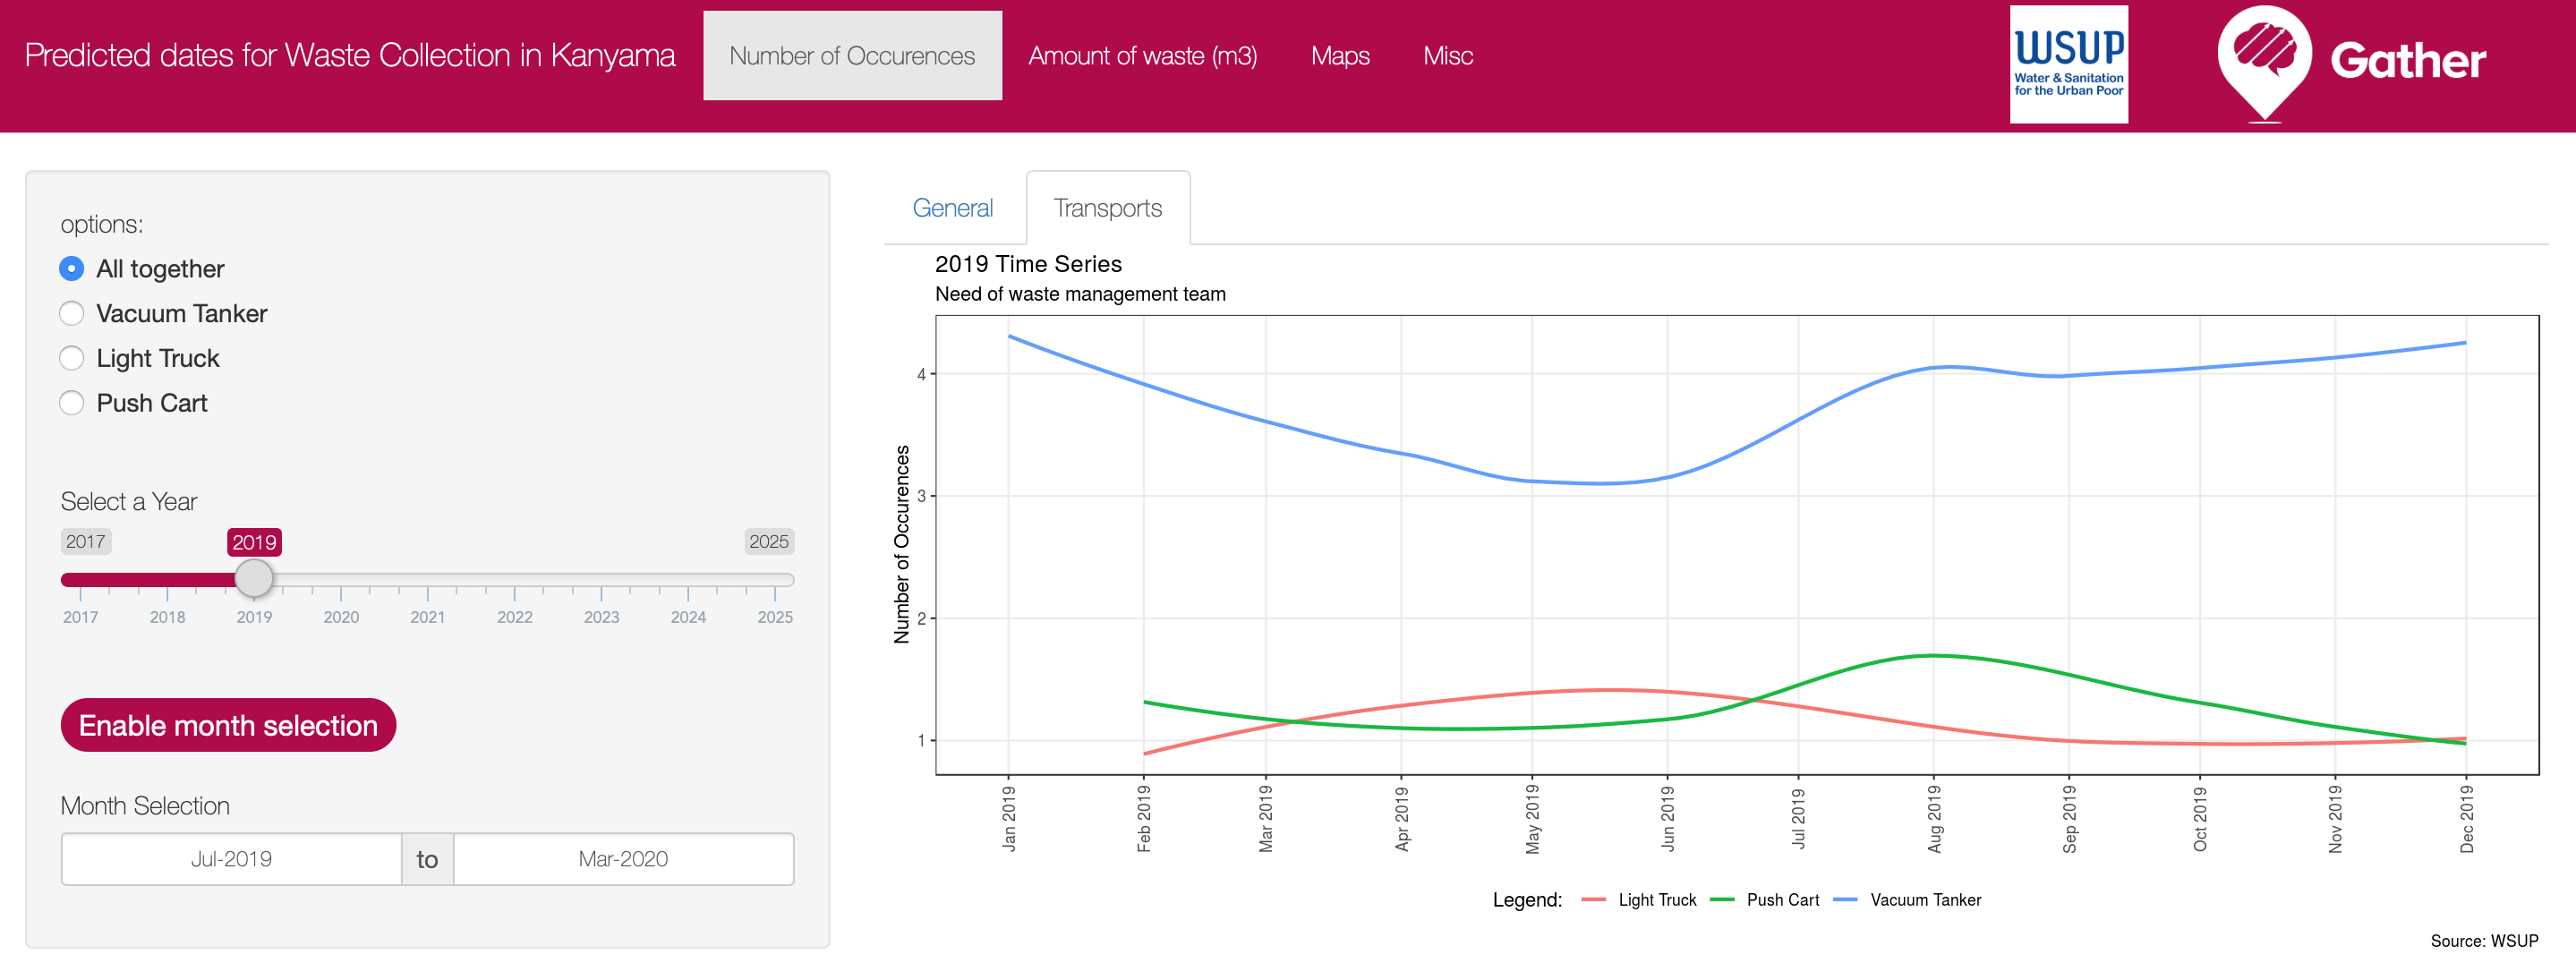 Predicted dates for Waste Collection in Kanyama
Number of Occurences
Amount of waste (m3)
Maps
Misc
WSUP
Water & Sanitation
for the Urban Poor
Gather
options:
All together
Vacuum Tanker
Light Truck
Push Cart
Select a Year
2017
2019
2025
2017 2018 2019 2020 2021 2022 2023 2024 2025
Enable month selection
Month Selection
Jul-2019 to Mar-2020
General
Transports
2019 Time Series
Need of waste management team
Number of Occurences
4
3
2
1
Jan 2019
Feb 2019
Mar 2019
Apr 2019
May 2019
Jun 2019
Jul 2019
Aug 2019
Sep 2019
Oct 2019
Nov 2019
Dec 2019
Legend: Light Truck Push Cart Vacuum Tanker
Source: WSUP